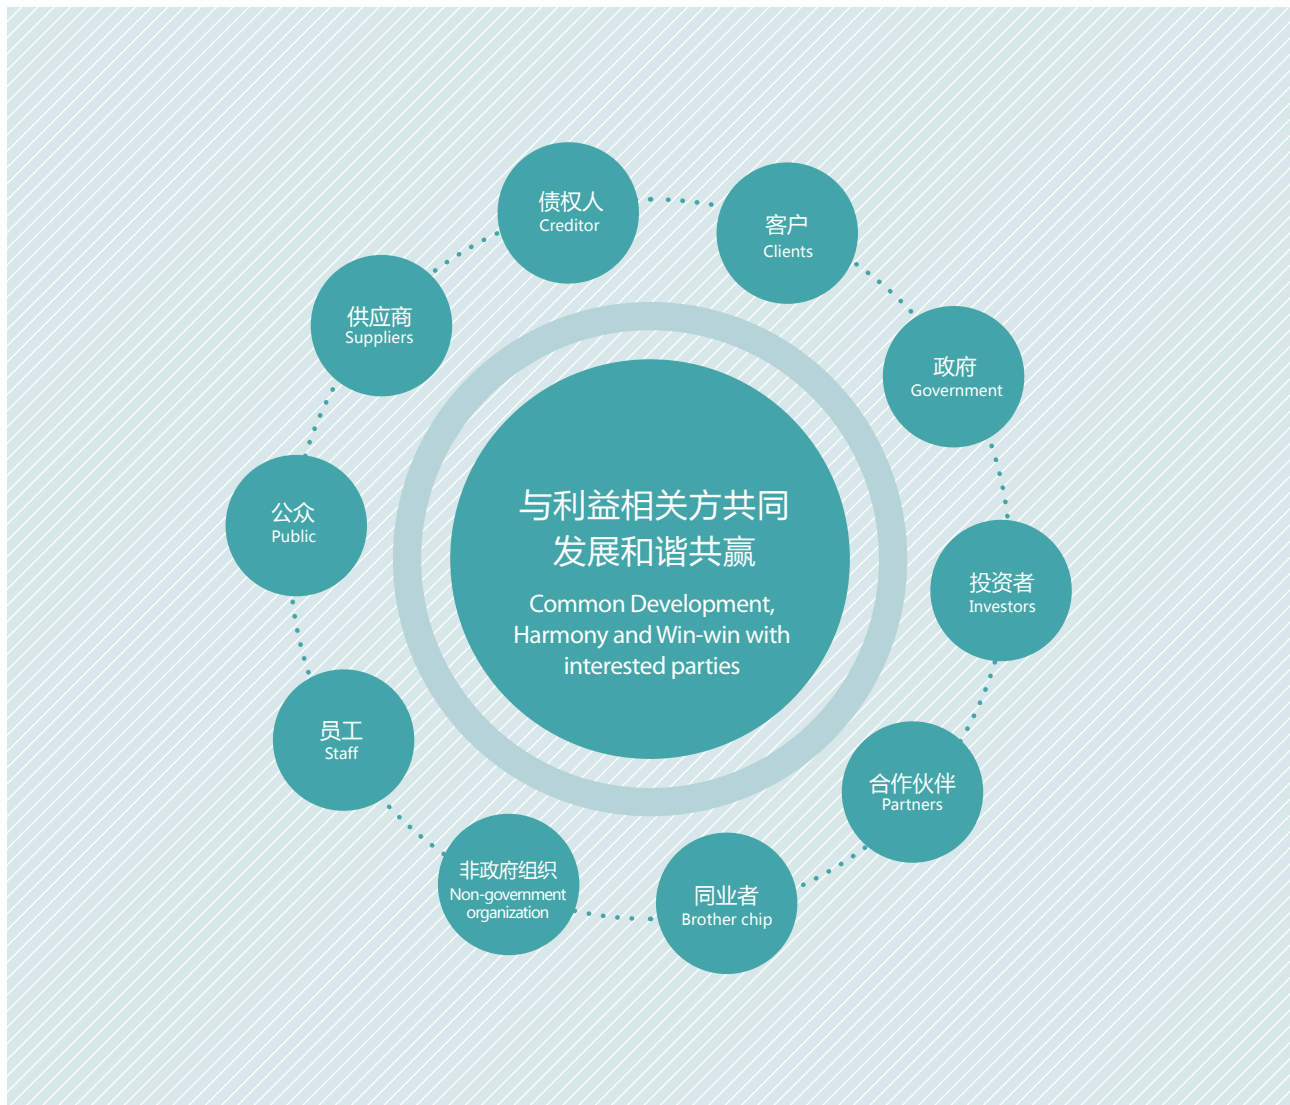 债权人
Creditor
客户
Clients
政府
Government
投资者
Investors
合作伙伴
Partners
同业者
Brother chip
非政府组织
Non-government
organization
员工
Staff
公众
Public
供应商
Suppliers
与利益相关方共同
发展和谐共赢
Common Development,
Harmony and Win-win with
interested parties